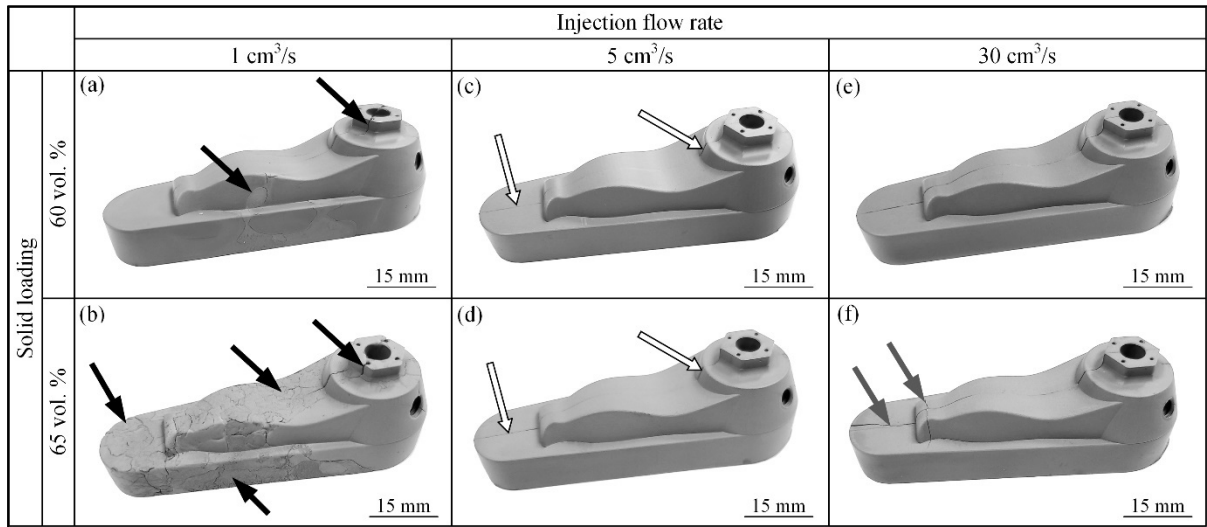 Injection flow rate
1 cm³/s
5 cm³/s
30 cm³/s
Solid loading
60 vol. %
(a)
15 mm
(c)
15 mm
(e)
15 mm
65 vol. %
(b)
15 mm
(d)
15 mm
(f)
15 mm